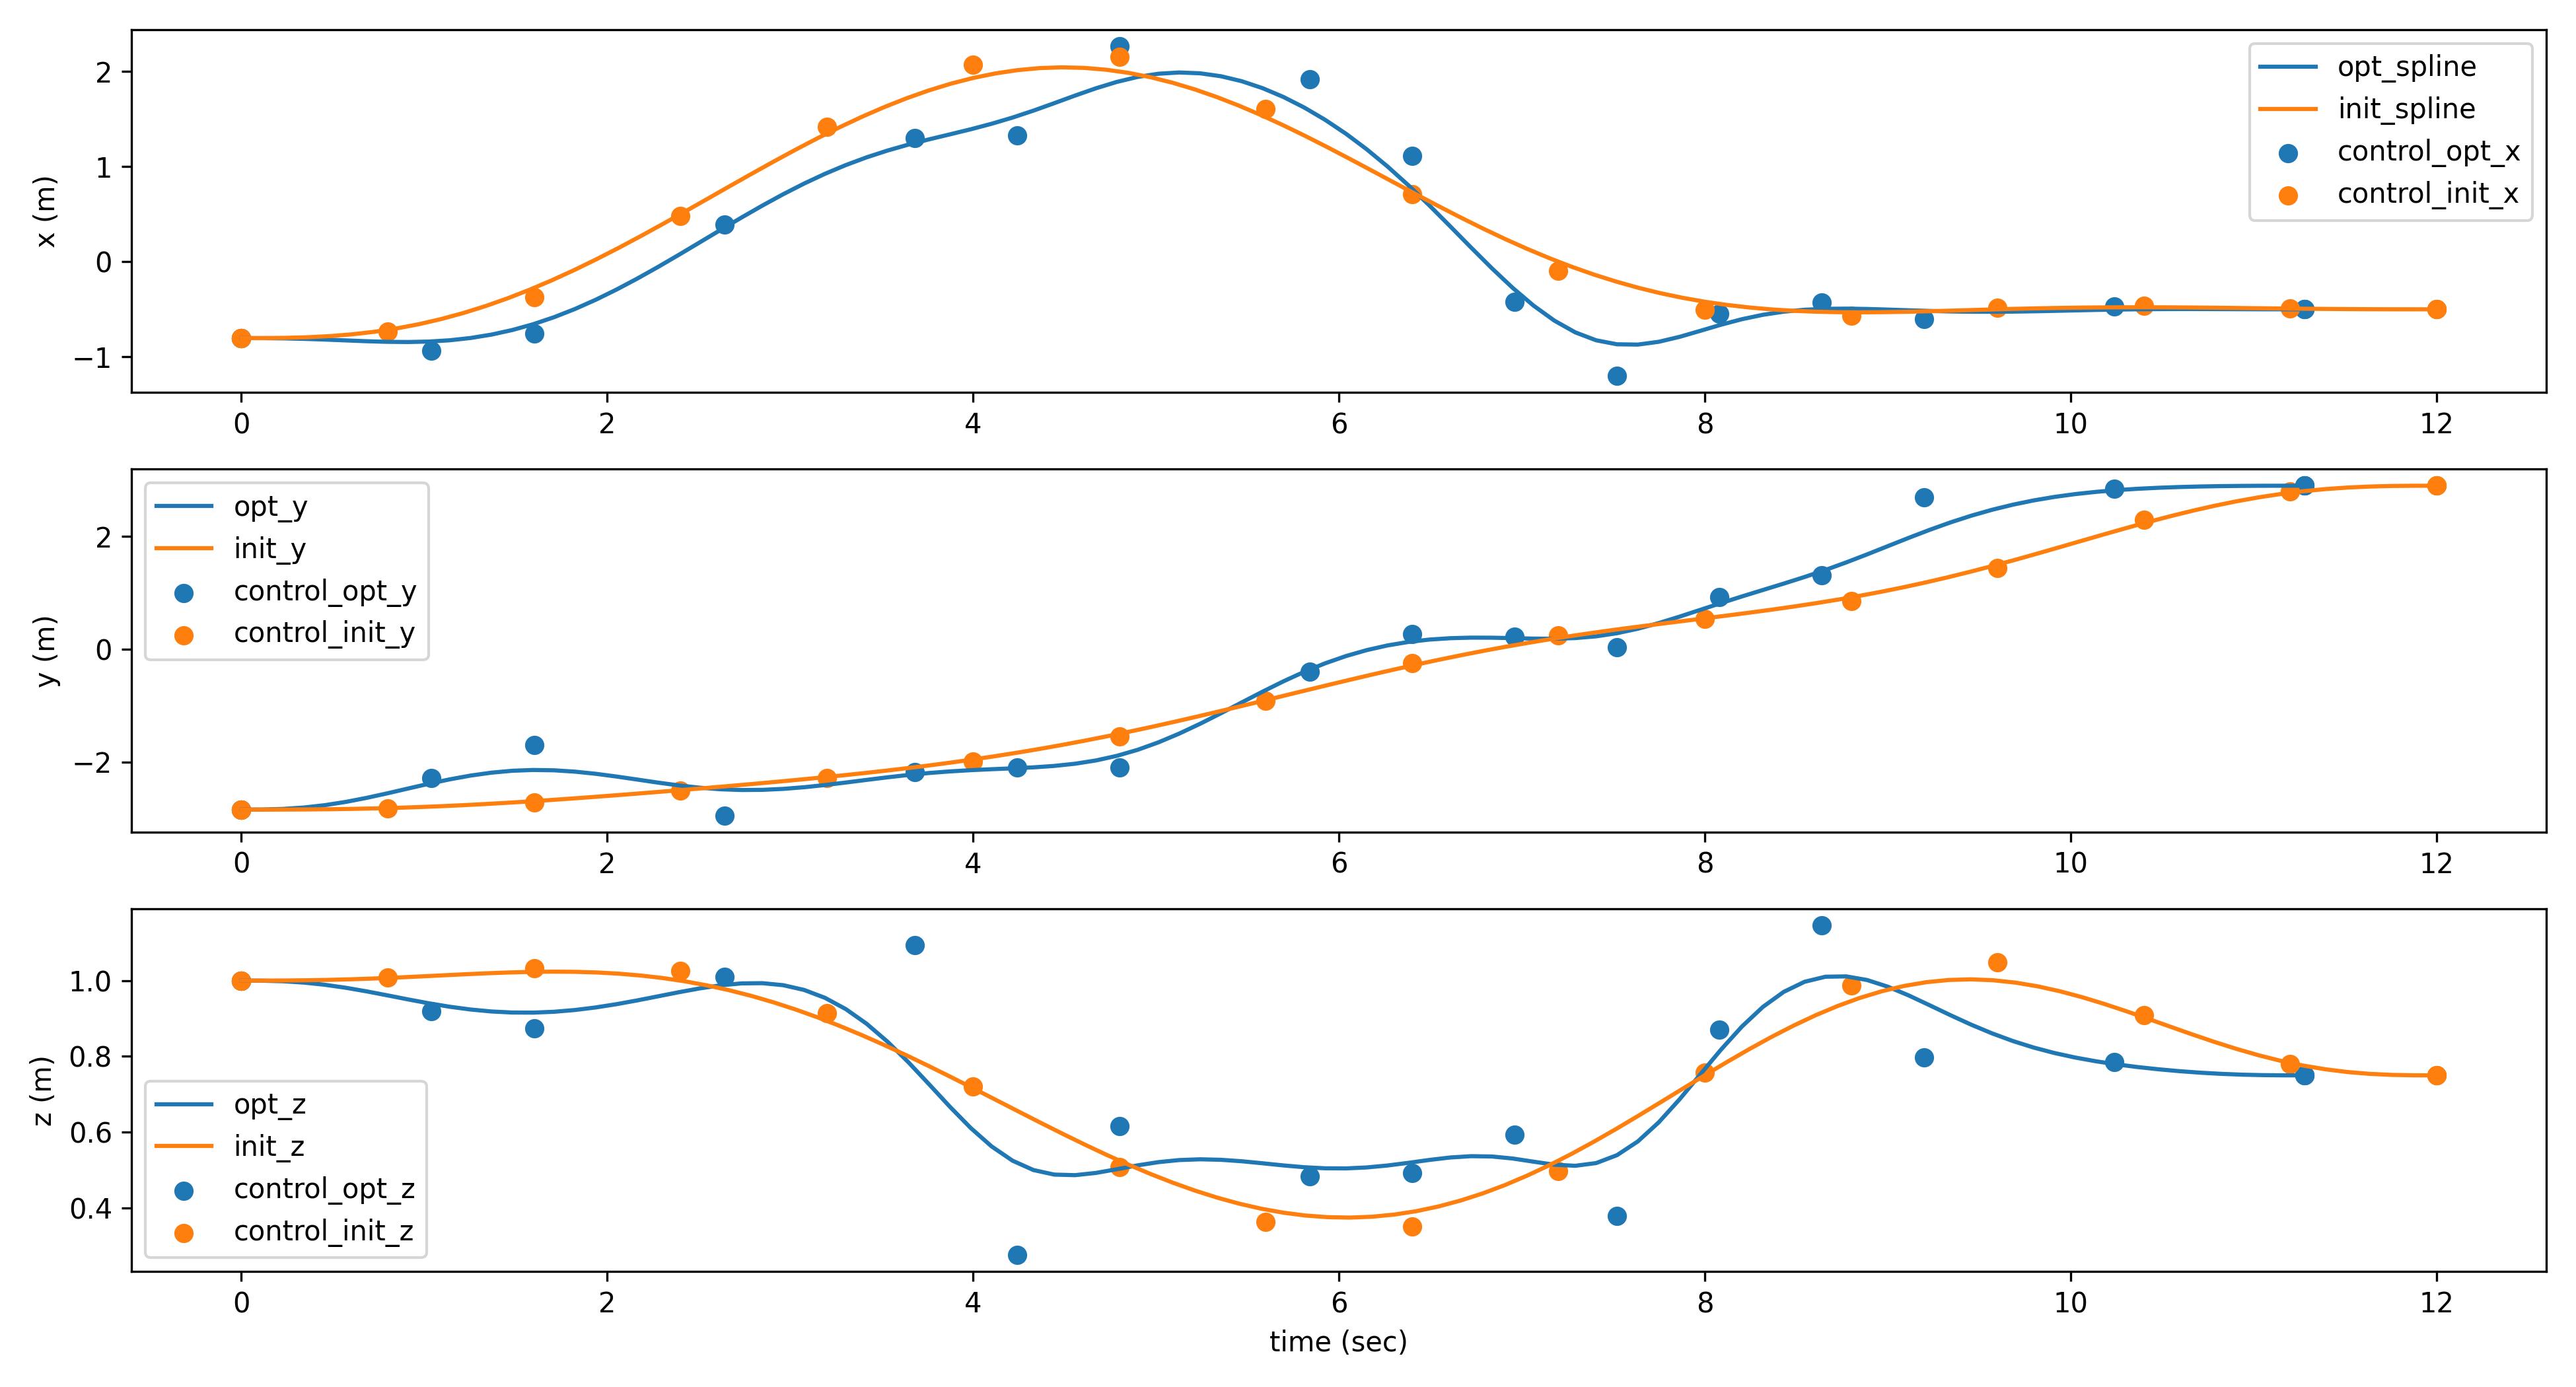 2
1
0
−1
x (m)
opt_spline
init_spline
control_opt_x
control_init_x
0 2 4 6 8 10 12
2
0
−2
y (m)
opt_y
init_y
control_opt_y
control_init_y
0 2 4 6 8 10 12
1.0
0.8
0.6
0.4
z (m)
opt_z
init_z
control_opt_z
control_init_z
0 2 4 6 8 10 12
time (sec)